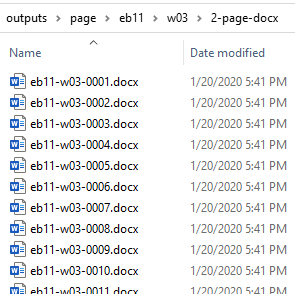 outputs > page > eb11 > w03 > 2-page-docx
Name Date modified
eb11-w03-0001.docx 1/20/2020 5:41 PM
eb11-w03-0002.docx 1/20/2020 5:41 PM
eb11-w03-0003.docx 1/20/2020 5:41 PM
eb11-w03-0004.docx 1/20/2020 5:41 PM
eb11-w03-0005.docx 1/20/2020 5:41 PM
eb11-w03-0006.docx 1/20/2020 5:41 PM
eb11-w03-0007.docx 1/20/2020 5:41 PM
eb11-w03-0008.docx 1/20/2020 5:41 PM
eb11-w03-0009.docx 1/20/2020 5:41 PM
eb11-w03-0010.docx 1/20/2020 5:41 PM
eb11-w03-0011.docx 1/20/2020 5:41 PM